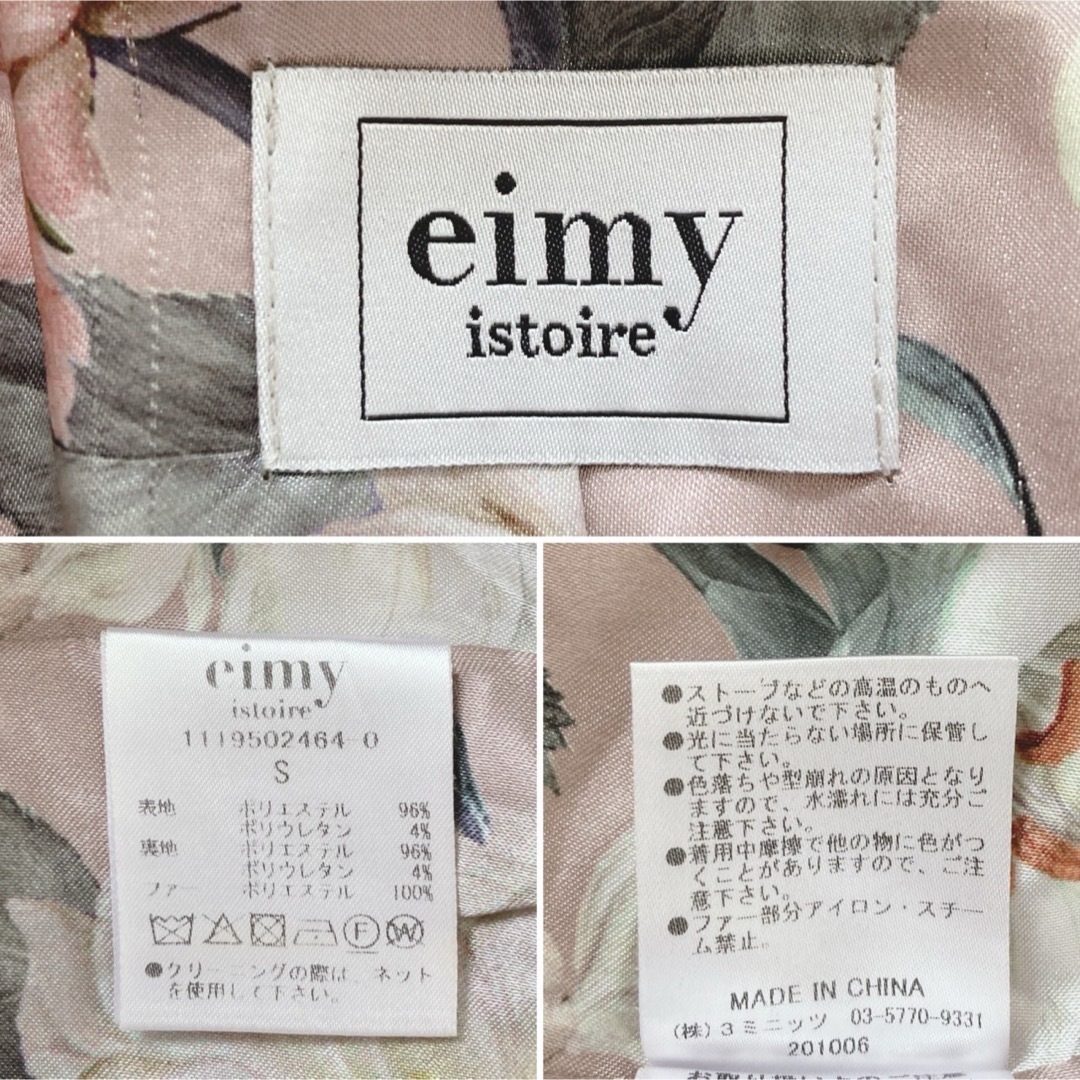 eimy
istoire
eimy
istoire
1119502464-0
S
表地 ポリエステル 96%
ポリウレタン 4%
裏地 ポリエステル 96%
ポリウレタン 4%
ファー ポリエステル 100%
F W
●クリーニングの際は、ネット
を使用して下さい。
●ストーブなどの高温のものへ
近づけないで下さい。
●光に当たらない場所に保管し
て下さい。
●色落ちや型崩れの原因となり
ますので、水濡れには充分ご
注意下さい。
●着用中摩擦で他の物に色がつ
くことがありますので、ご注
意下さい。
●ファー部分アイロン・スチー
ム禁止。
MADE IN CHINA
(株)3ミニッツ 03-5770-9331
201006